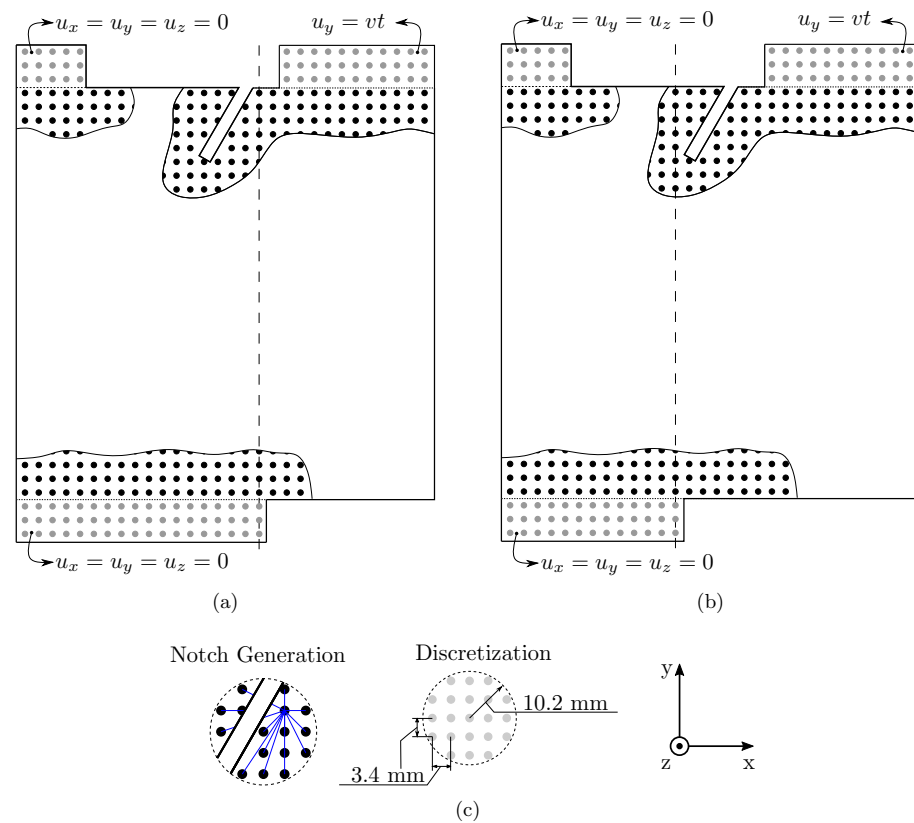 u_x = u_y = u_z = 0
u_y = vt
u_x = u_y = u_z = 0
u_y = vt
u_x = u_y = u_z = 0
u_x = u_y = u_z = 0
(a)
(b)
Notch Generation
Discretization
10.2 mm
3.4 mm
y
z
x
(c)